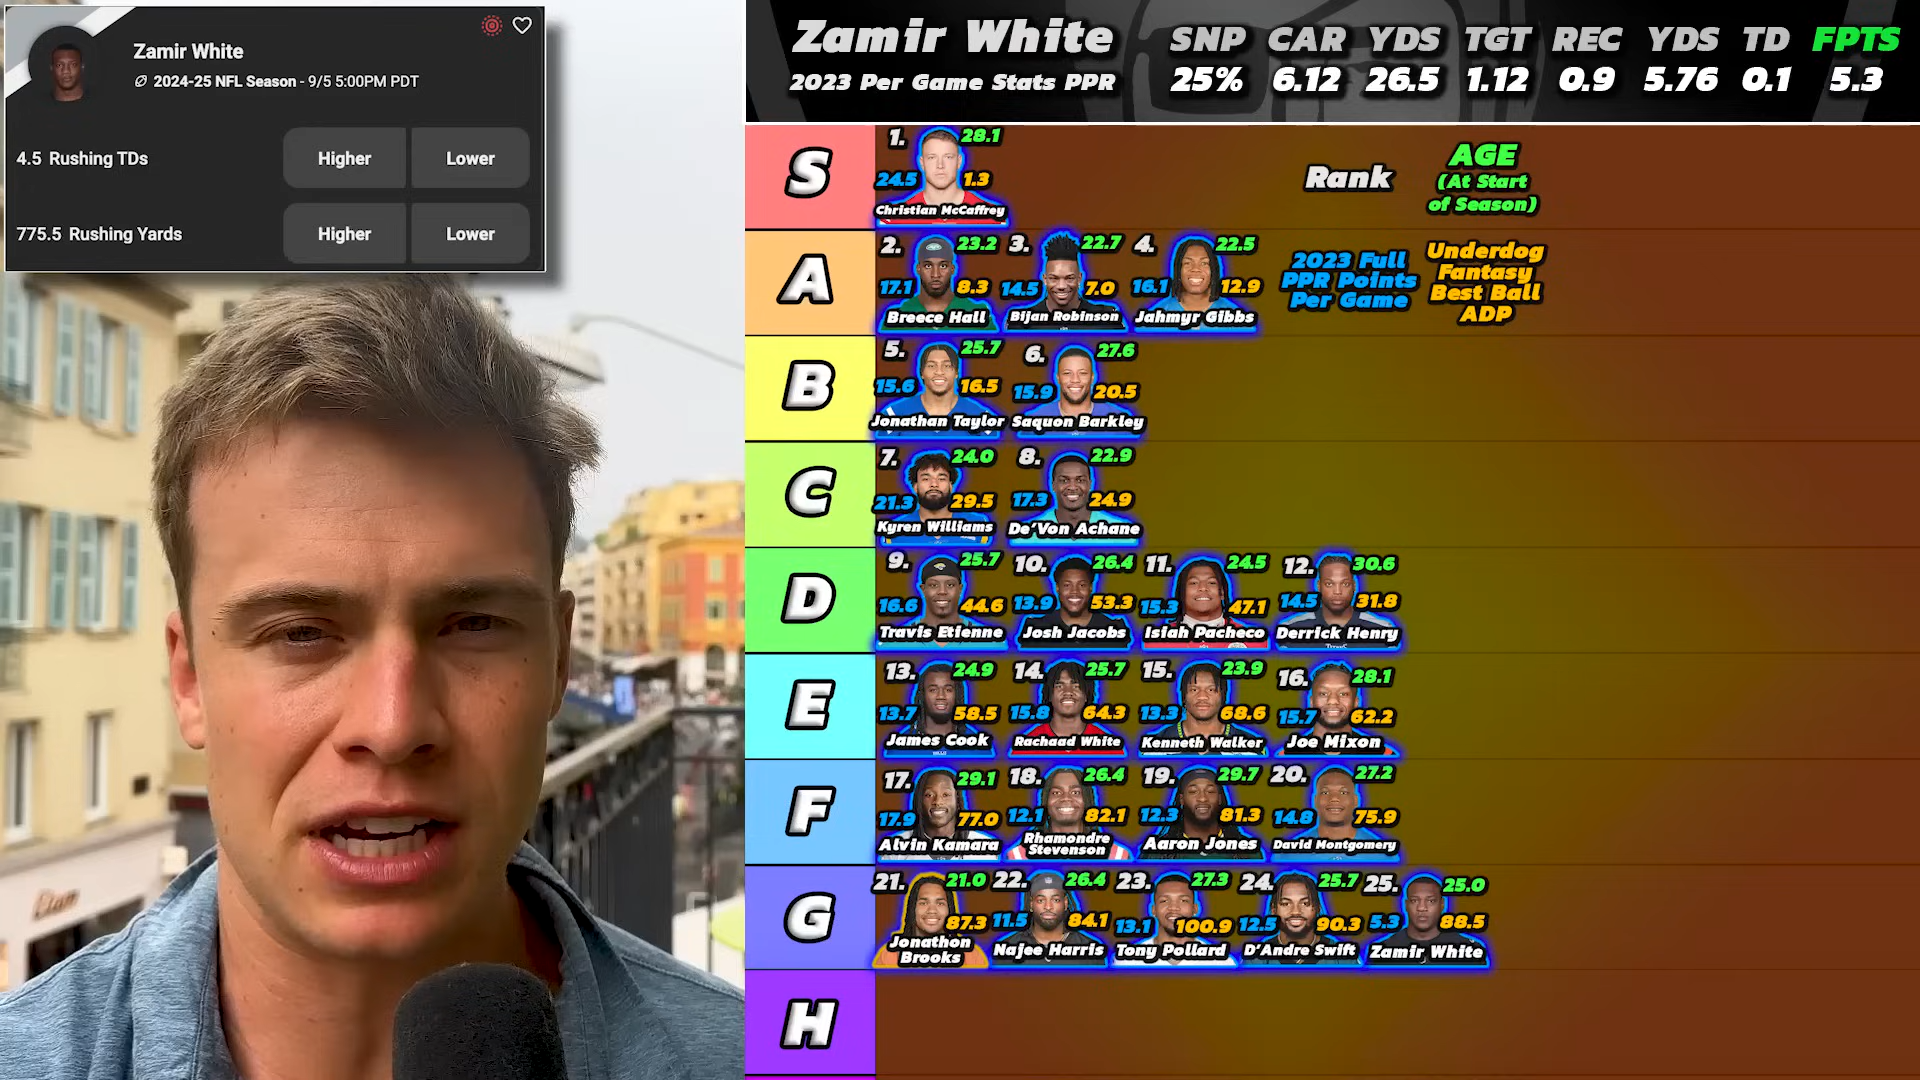 Zamir White
2024-25 NFL Season - 9/5 5:00PM PDT
4.5 Rushing TDs
Higher
Lower
775.5 Rushing Yards
Higher
Lower
Zamir White
2023 Per Game Stats PPR
SNP CAR YDS TGT REC YDS TD FPTS
25% 6.12 26.5 1.12 0.9 5.76 0.1 5.3
S
1. 28.1
24.5 1.3
Christian McCaffrey
Rank
AGE
(At Start
of Season)
A
2. 23.2 3. 22.7 4. 22.5
17.1 8.3 14.5 7.0 16.1 12.9
Breece Hall Bijan Robinson Jahmyr Gibbs
2023 Full
PPR Points
Per Game
Underdog
Fantasy
Best Ball
ADP
B
5. 25.7 6. 27.6
15.6 16.5 15.9 20.5
Jonathan Taylor Saquon Barkley
C
7. 24.0 8. 22.9
21.3 29.5 17.3 24.9
Kyren Williams De'Von Achane
D
9. 25.7 10. 26.4 11. 24.5 12. 30.6
16.6 44.6 13.9 53.3 15.3 47.1 14.5 31.8
Travis Etienne Josh Jacobs Isiah Pacheco Derrick Henry
E
13. 24.9 14. 25.7 15. 23.9 16. 28.1
13.7 58.5 15.8 64.3 13.3 68.6 15.7 62.2
James Cook Rachaad White Kenneth Walker Joe Mixon
F
17. 29.1 18. 26.4 19. 29.7 20. 27.2
17.9 77.0 12.1 82.1 12.3 81.3 14.8 75.9
Alvin Kamara Rhamondre Stevenson Aaron Jones David Montgomery
G
21. 21.0 22. 26.4 23. 27.3 24. 25.7 25. 25.0
87.3 11.5 84.1 13.1 100.9 12.5 90.3 5.3 88.5
Jonathon Brooks Najee Harris Tony Pollard D'Andre Swift Zamir White
H